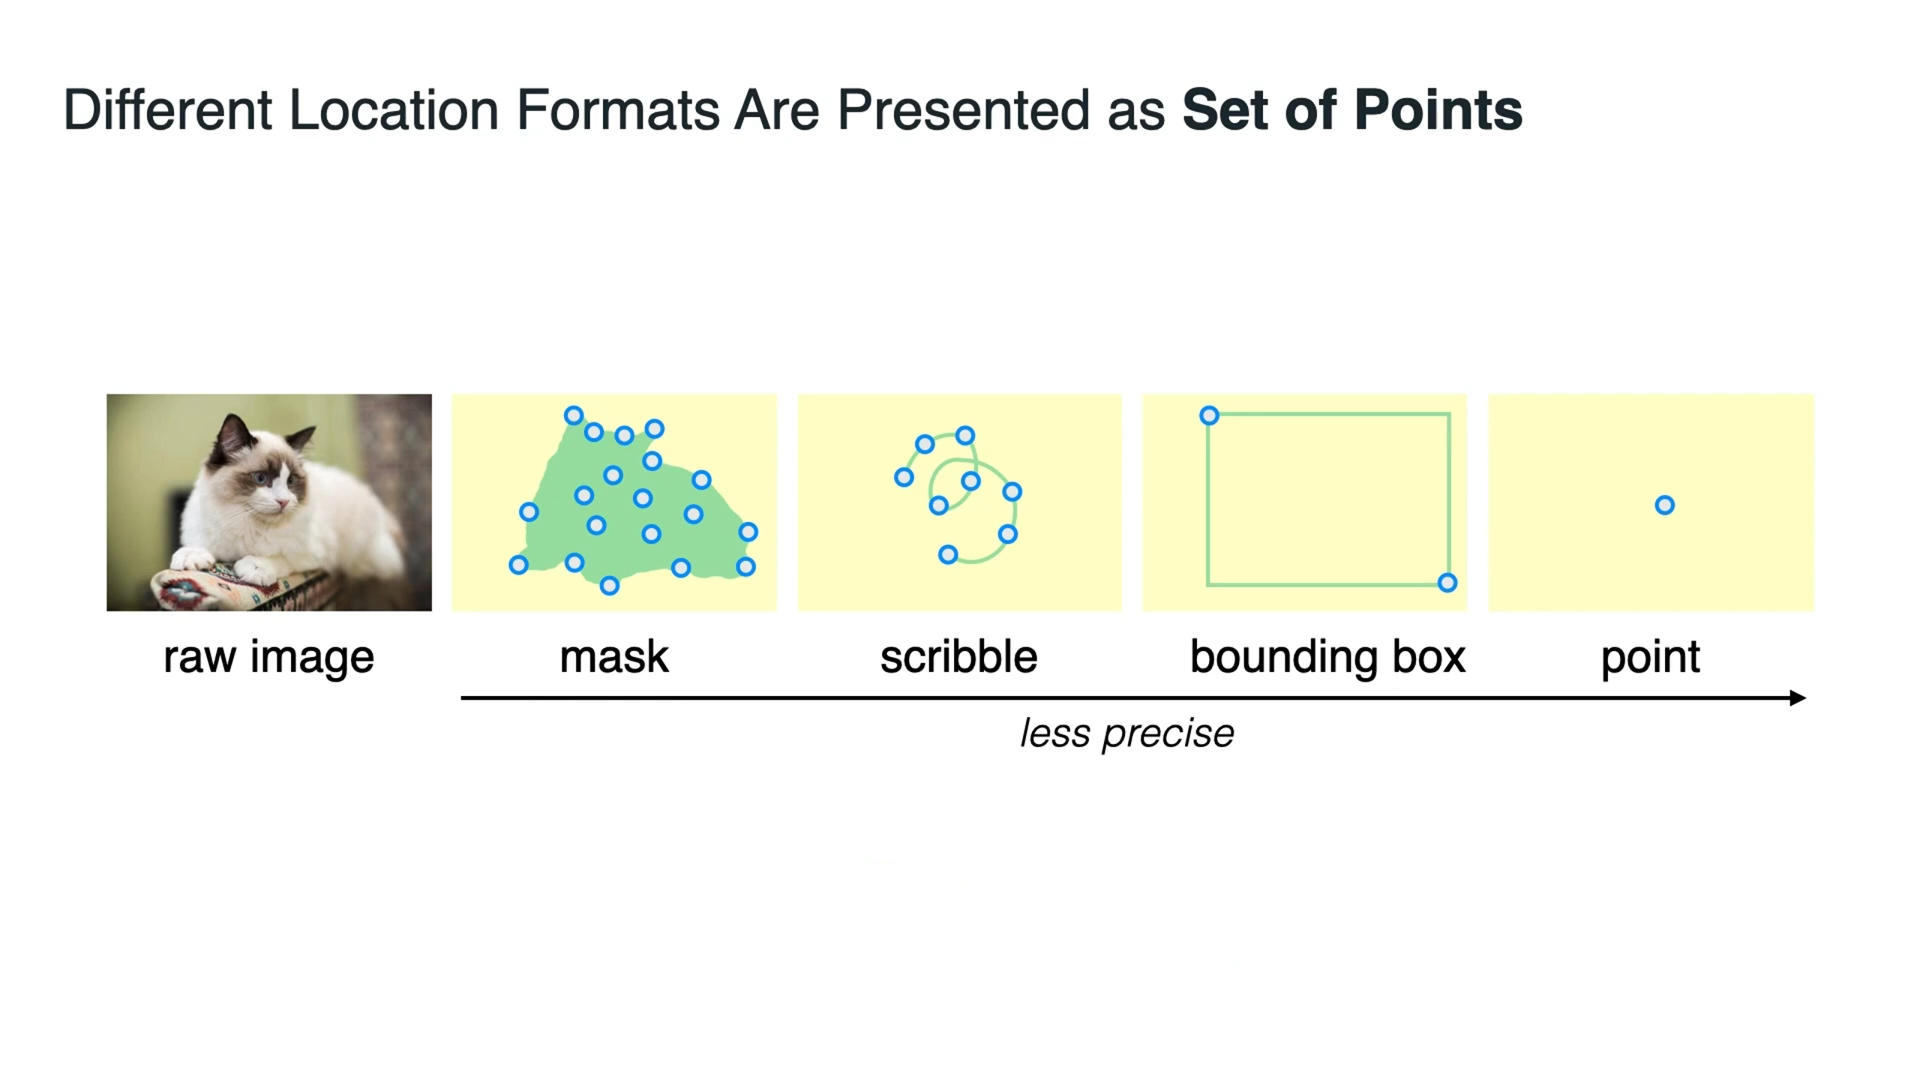 Different Location Formats Are Presented as Set of Points
raw image
mask
scribble
bounding box
point
less precise